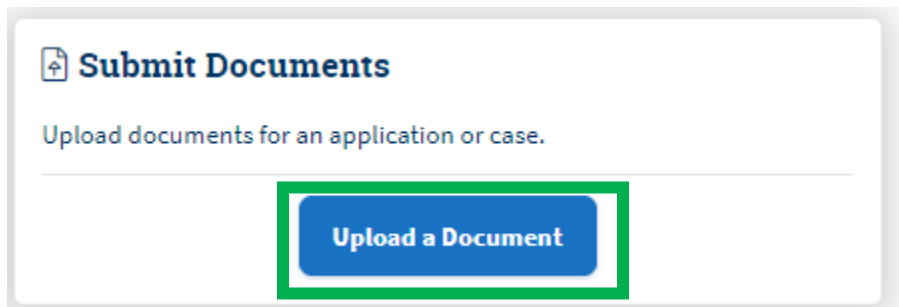 Submit Documents
Upload documents for an application or case.
Upload a Document